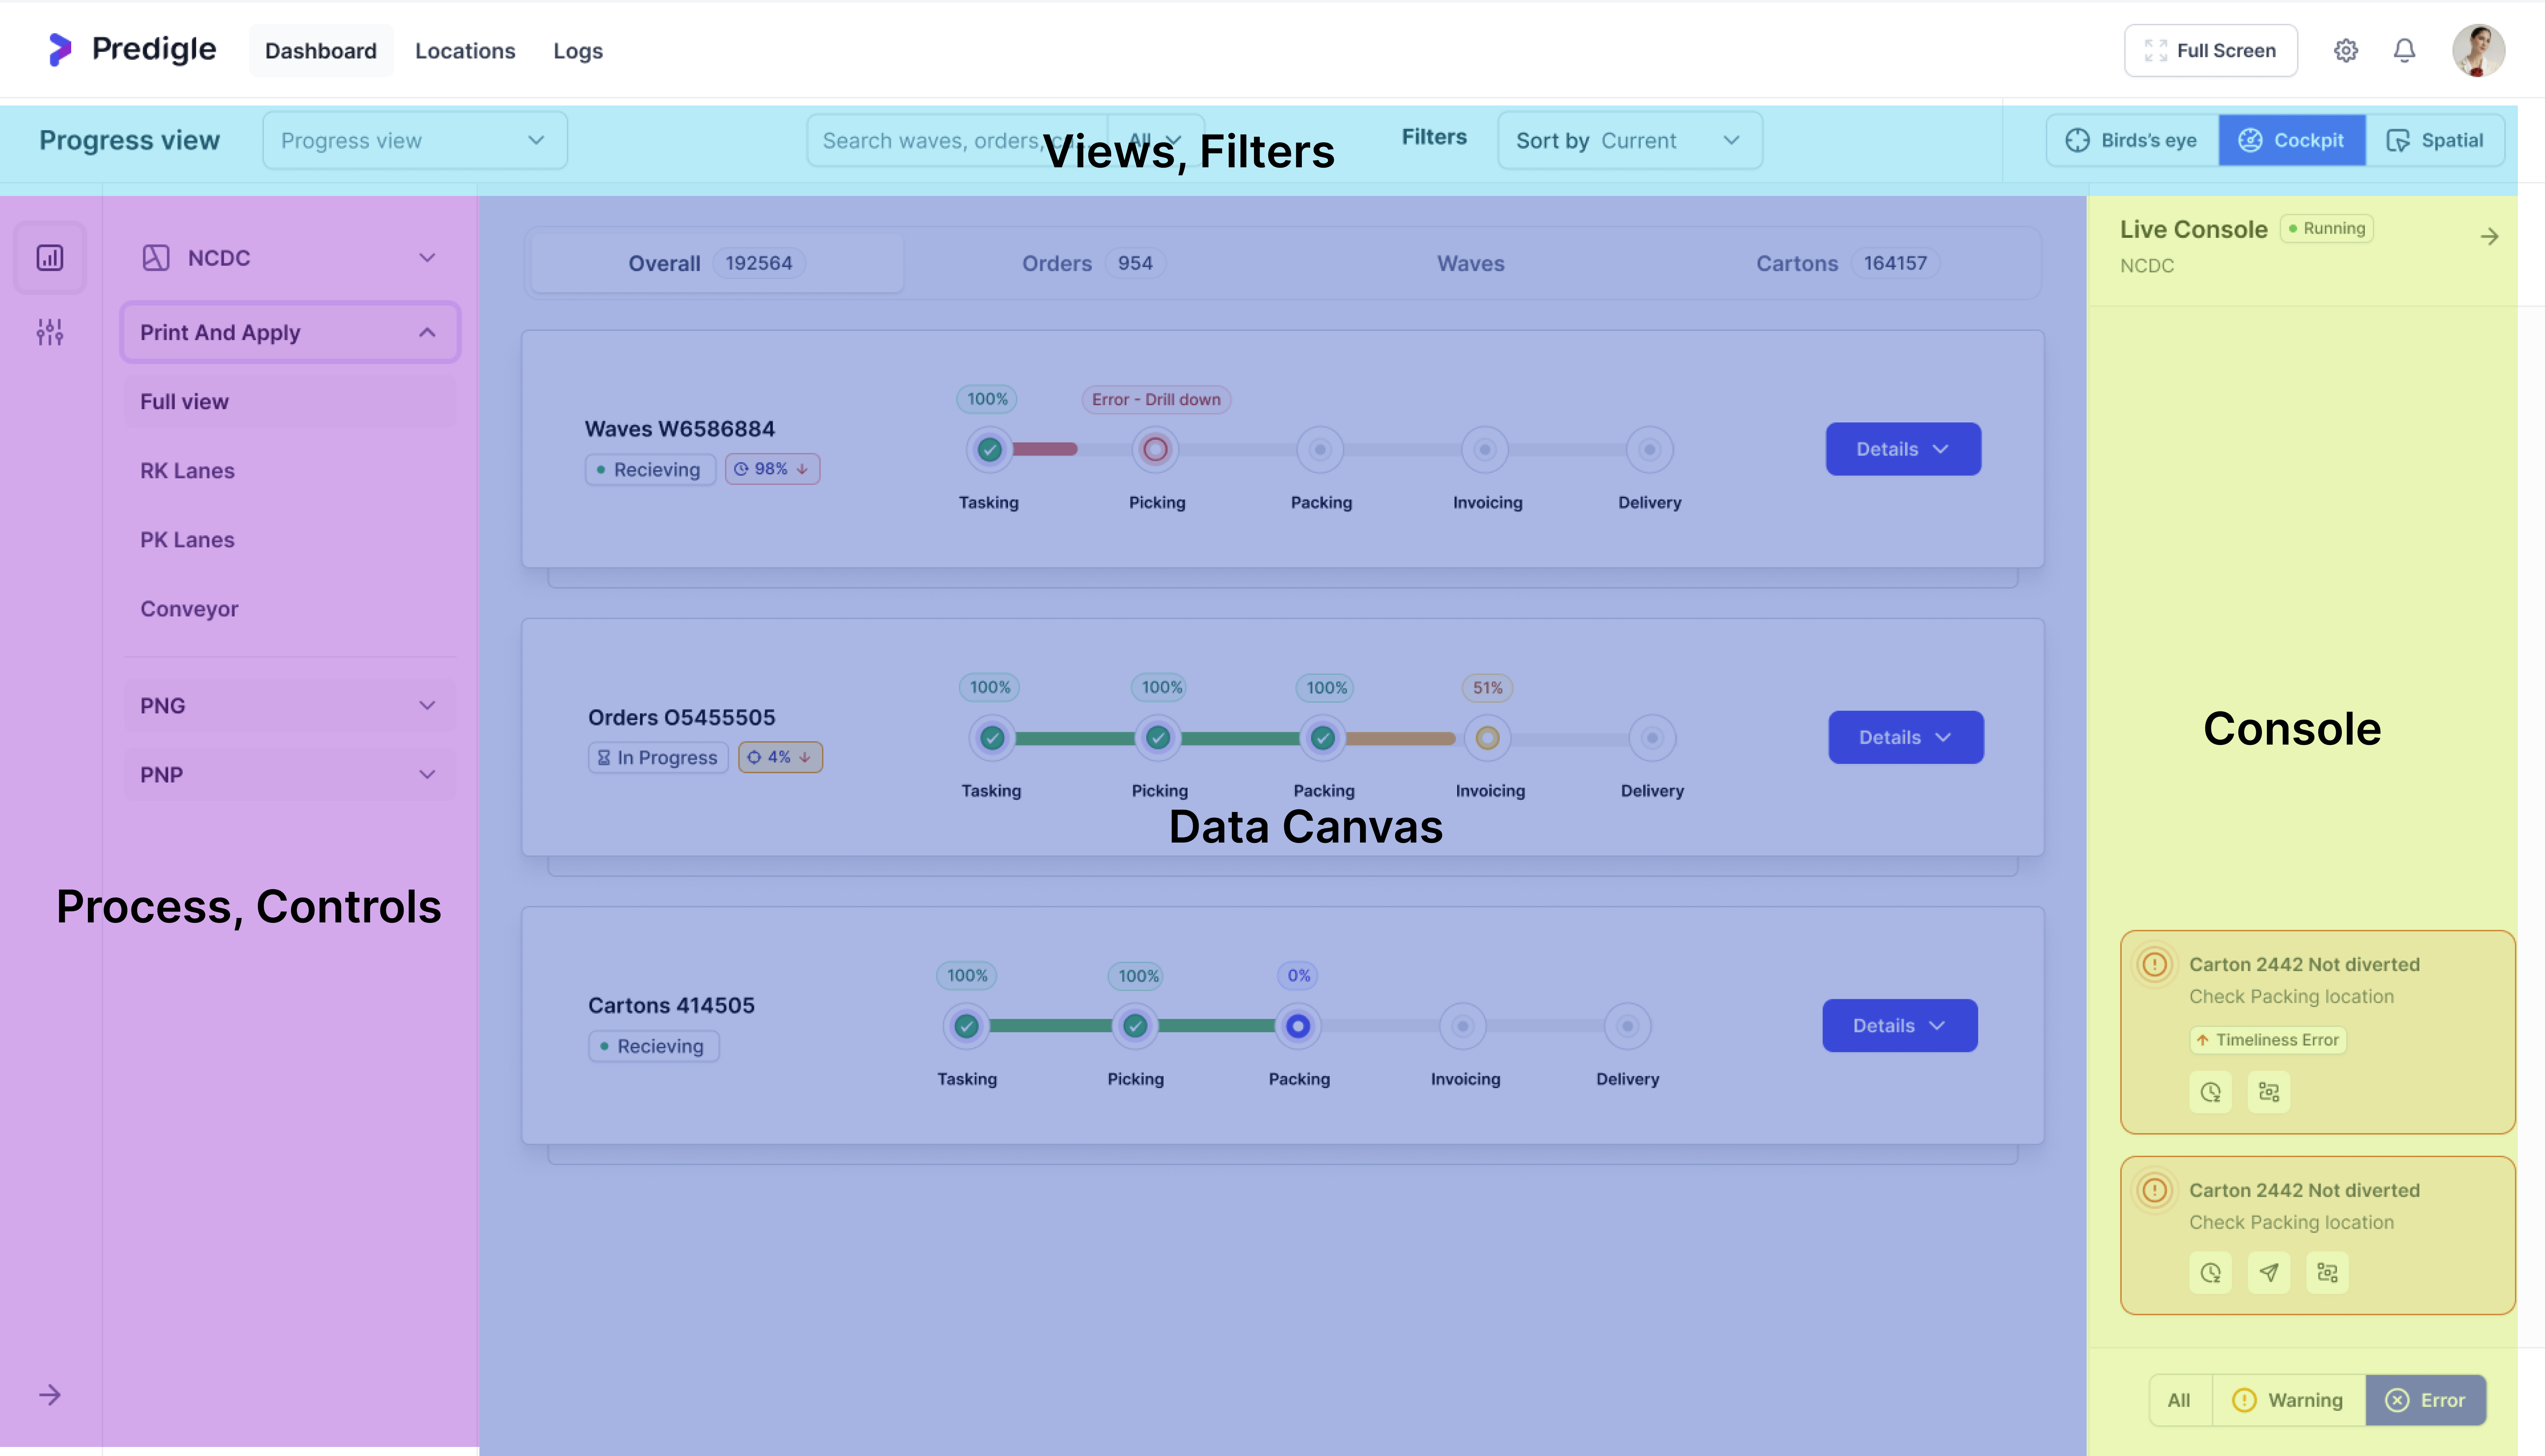 Predigle
Dashboard
Locations
Logs
Full Screen
Progress view
Progress view
Search waves, orders,
All
Views, Filters
Filters
Sort by Current
Birds's eye
Cockpit
Spatial
NCDC
Print And Apply
Full view
RK Lanes
PK Lanes
Conveyor
PNG
PNP
Process, Controls
Overall 192564
Orders 954
Waves
Cartons 164157
Waves W6586884
Recieving
98%
100%
Error - Drill down
Tasking
Picking
Packing
Invoicing
Delivery
Details
Orders O5455505
In Progress
4%
100%
100%
100%
51%
Tasking
Picking
Packing
Invoicing
Delivery
Details
Data Canvas
Cartons 414505
Recieving
100%
100%
0%
Tasking
Picking
Packing
Invoicing
Delivery
Details
Live Console
Running
NCDC
Console
Carton 2442 Not diverted
Check Packing location
Timeliness Error
Carton 2442 Not diverted
Check Packing location
All
Warning
Error